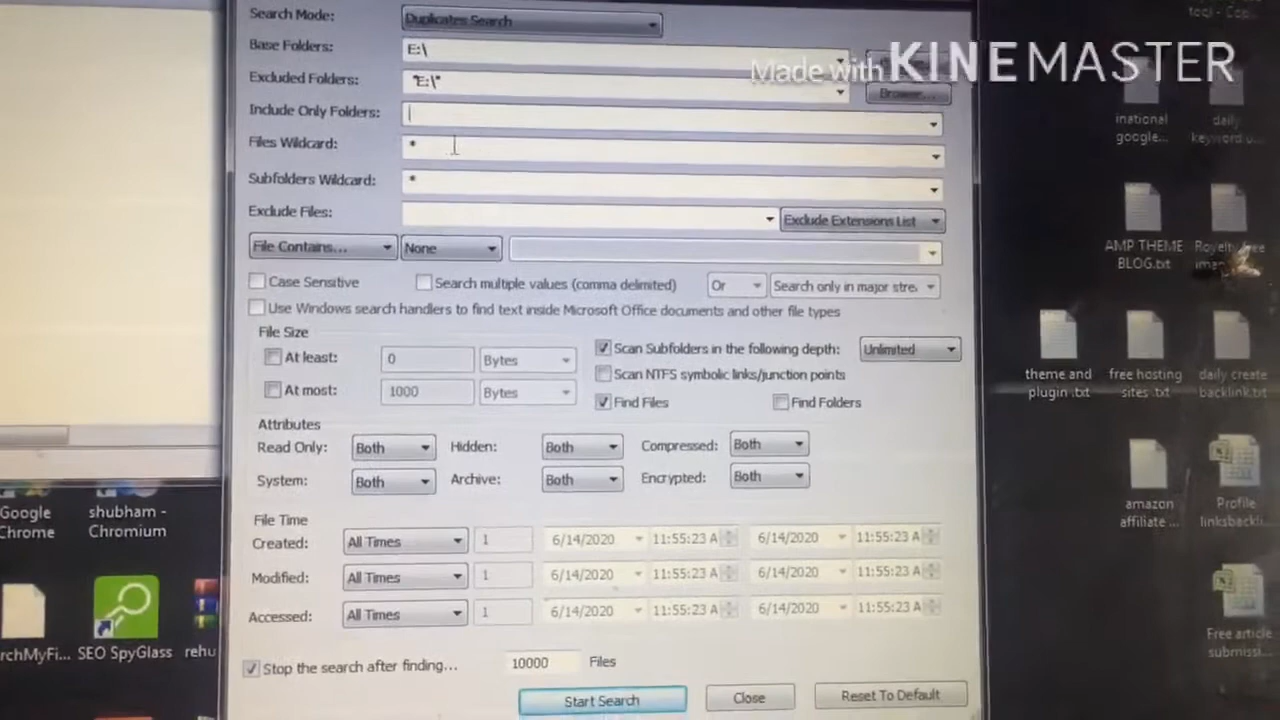 tool - Cop...
Search Mode: Duplicates Search
Base Folders: E:\
Made with KINEMASTER
Excluded Folders: "E:\" Browse...
Include Only Folders:
Files Wildcard: *
Subfolders Wildcard: *
Exclude Files: Exclude Extensions List
File Contains... None
Case Sensitive Search multiple values (comma delimited) Or Search only in major stre
Use Windows search handlers to find text inside Microsoft Office documents and other file types
File Size
At least: 0 Bytes Scan Subfolders in the following depth: Unlimited
Scan NTFS symbolic links/junction points
At most: 1000 Bytes Find Files Find Folders
Attributes
Read Only: Both Hidden: Both Compressed: Both
System: Both Archive: Both Encrypted: Both
File Time
Created: All Times 1 6/14/2020 11:55:23 A 6/14/2020 11:55:23 A
Modified: All Times 1 6/14/2020 11:55:23 A 6/14/2020 11:55:23 A
Accessed: All Times 1 6/14/2020 11:55:23 A 6/14/2020 11:55:23 A
Stop the search after finding... 10000 Files
Start Search Close Reset To Default
Google
Chrome
shubham -
Chromium
rchMyFi... SEO SpyGlass rehu
inational
google...
daily
keyword o...
AMP THEME
BLOG.txt
theme and
plugin .txt
free hosting
sites .txt
daily create
backlink.txt
amazon
affiliate ...
Profile
linksbackli...
Free article
submissi...